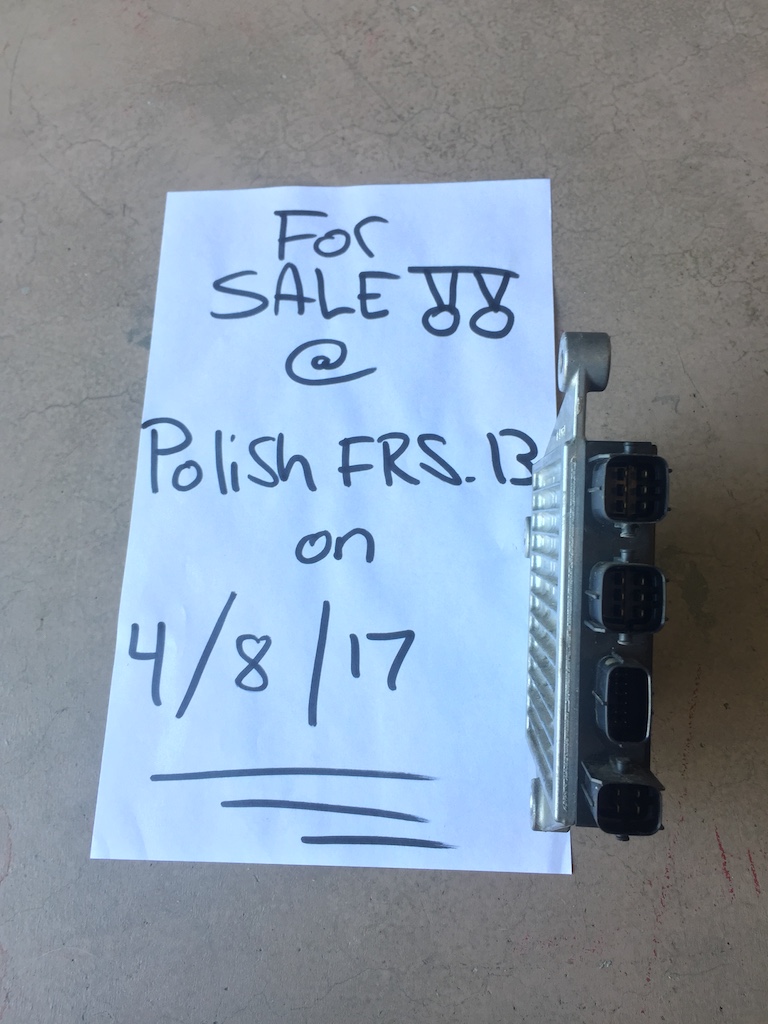 For
SALE
@
Polish FRS.13
on
4/8/17